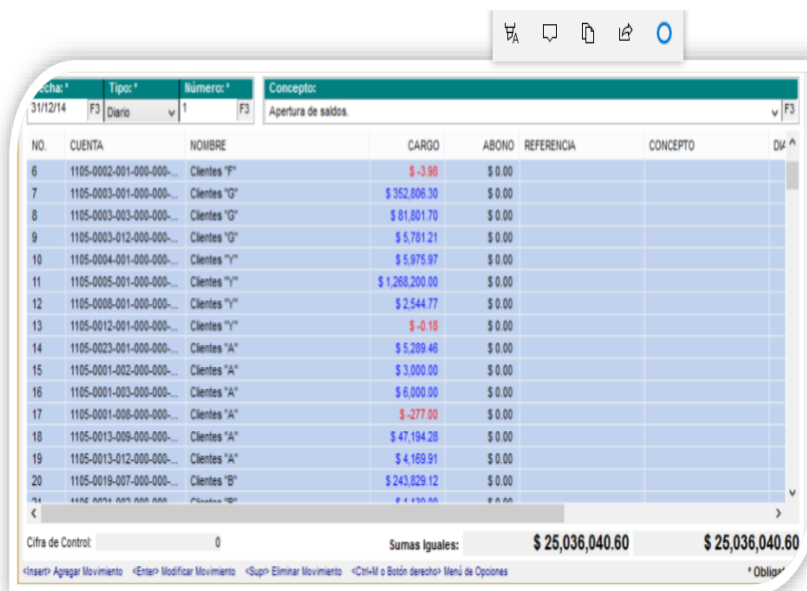 Fecha: * Tipo: * Número: * Concepto:
31/12/14 F3 Diario 1 F3 Apertura de saldos. F3
NO. CUENTA NOMBRE CARGO ABONO REFERENCIA CONCEPTO
6 1105-0002-001-000-000-... Clientes "F" $ -3.98 $ 0.00
7 1105-0003-001-000-000-... Clientes "G" $ 352,806.30 $ 0.00
8 1105-0003-003-000-000-... Clientes "G" $ 81,801.70 $ 0.00
9 1105-0003-012-000-000-... Clientes "G" $ 5,781.21 $ 0.00
10 1105-0004-001-000-000-... Clientes "Y" $ 5,975.97 $ 0.00
11 1105-0005-001-000-000-... Clientes "Y" $ 1,268,200.00 $ 0.00
12 1105-0008-001-000-000-... Clientes "Y" $ 2,544.77 $ 0.00
13 1105-0012-001-000-000-... Clientes "Y" $ -0.18 $ 0.00
14 1105-0023-001-000-000-... Clientes "A" $ 5,289.46 $ 0.00
15 1105-0001-002-000-000-... Clientes "A" $ 3,000.00 $ 0.00
16 1105-0001-003-000-000-... Clientes "A" $ 6,000.00 $ 0.00
17 1105-0001-008-000-000-... Clientes "A" $ -277.00 $ 0.00
18 1105-0013-009-000-000-... Clientes "A" $ 47,194.28 $ 0.00
19 1105-0013-012-000-000-... Clientes "A" $ 4,169.91 $ 0.00
20 1105-0019-007-000-000-... Clientes "B" $ 243,829.12 $ 0.00
Cifra de Control: 0 Sumas Iguales: $ 25,036,040.60 $ 25,036,040.60
<Insert> Agregar Movimiento <Enter> Modificar Movimiento <Supr> Eliminar Movimiento <Ctrl+M o Botón derecho> Menú de Opciones